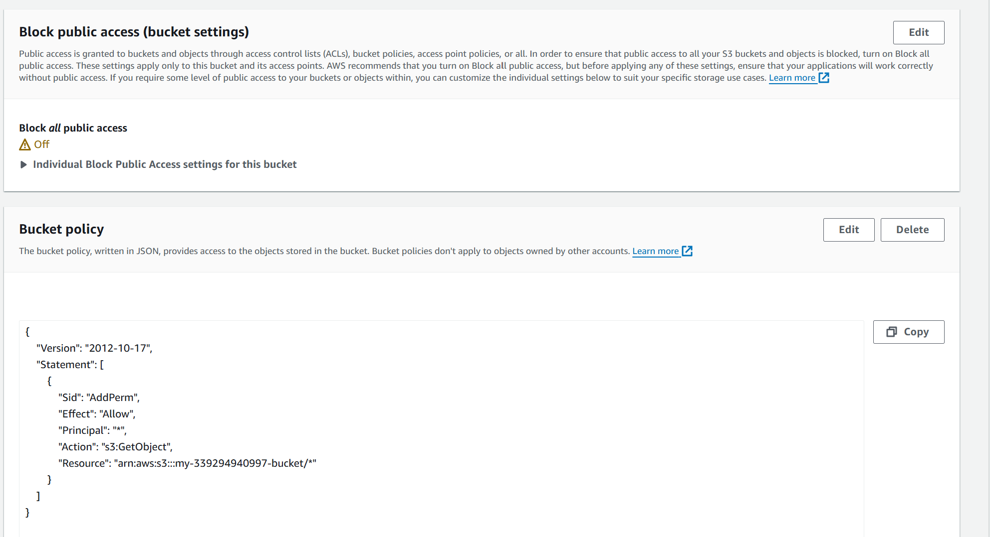 Block public access (bucket settings)
Edit
Public access is granted to buckets and objects through access control lists (ACLs), bucket policies, access point policies, or all. In order to ensure that public access to all your S3 buckets and objects is blocked, turn on Block all
public access. These settings apply only to this bucket and its access points. AWS recommends that you turn on Block all public access, but before applying any of these settings, ensure that your applications will work correctly
without public access. If you require some level of public access to your buckets or objects within, you can customize the individual settings below to suit your specific storage use cases. Learn more
Block all public access
Off
Individual Block Public Access settings for this bucket
Bucket policy
Edit
Delete
The bucket policy, written in JSON, provides access to the objects stored in the bucket. Bucket policies don't apply to objects owned by other accounts. Learn more
Copy
{
    "Version": "2012-10-17",
    "Statement": [
        {
            "Sid": "AddPerm",
            "Effect": "Allow",
            "Principal": "*",
            "Action": "s3:GetObject",
            "Resource": "arn:aws:s3:::my-339294940997-bucket/*"
        }
    ]
}